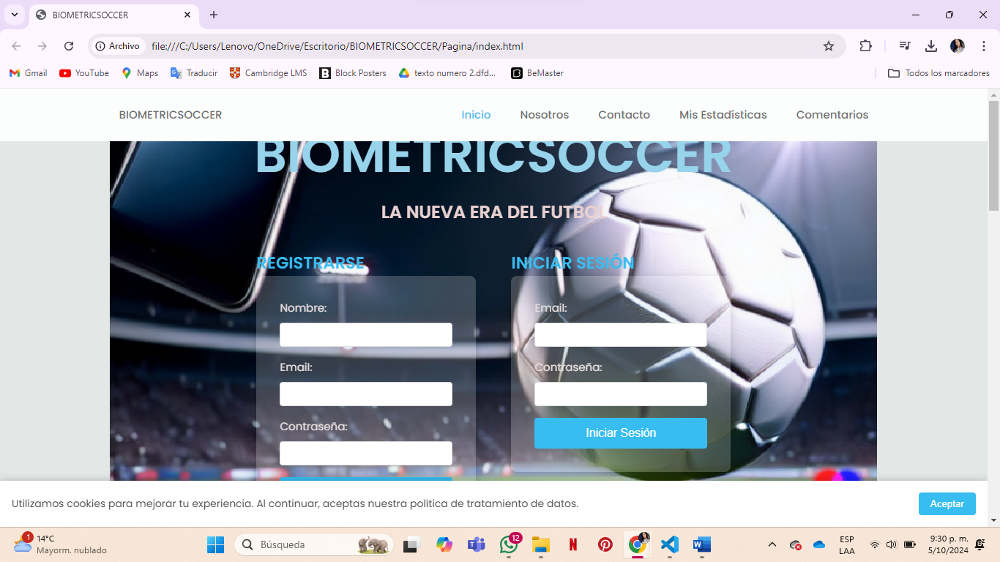 BIOMETRICSOCCER
Archivo file:///C:/Users/Lenovo/OneDrive/Escritorio/BIOMETRICSOCCER/Pagina/index.html
Gmail YouTube Maps Traducir Cambridge LMS Block Posters texto numero 2.dfd... BeMaster Todos los marcadores
BIOMETRICSOCCER Inicio Nosotros Contacto Mis Estadísticas Comentarios
BIOMETRICSOCCER
LA NUEVA ERA DEL FUTBOL
REGISTRARSE
Nombre:
Email:
Contraseña:
INICIAR SESIÓN
Email:
Contraseña:
Iniciar Sesión
Utilizamos cookies para mejorar tu experiencia. Al continuar, aceptas nuestra política de tratamiento de datos. Aceptar
1
14°C
Mayorm. nublado
Búsqueda
12
ESP
LAA
9:30 p. m.
5/10/2024